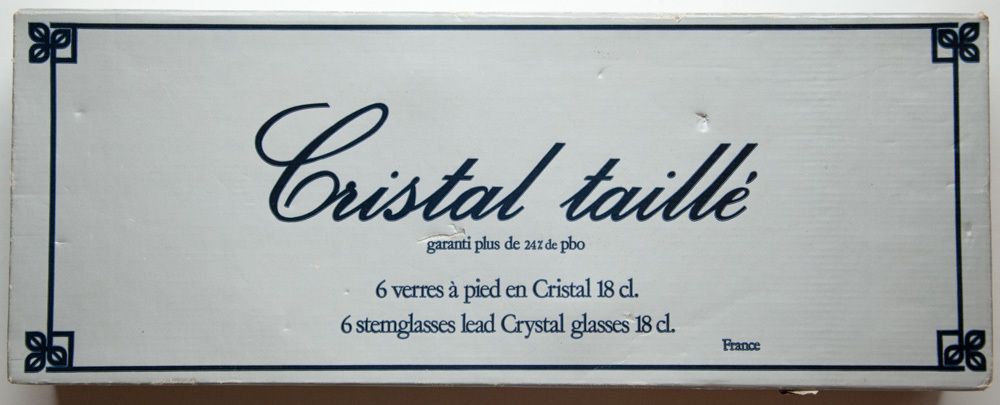 Cristal taillé
garanti plus de 24% de pbo
6 verres à pied en Cristal 18 cl.
6 stemglasses lead Crystal glasses 18 cl.
France